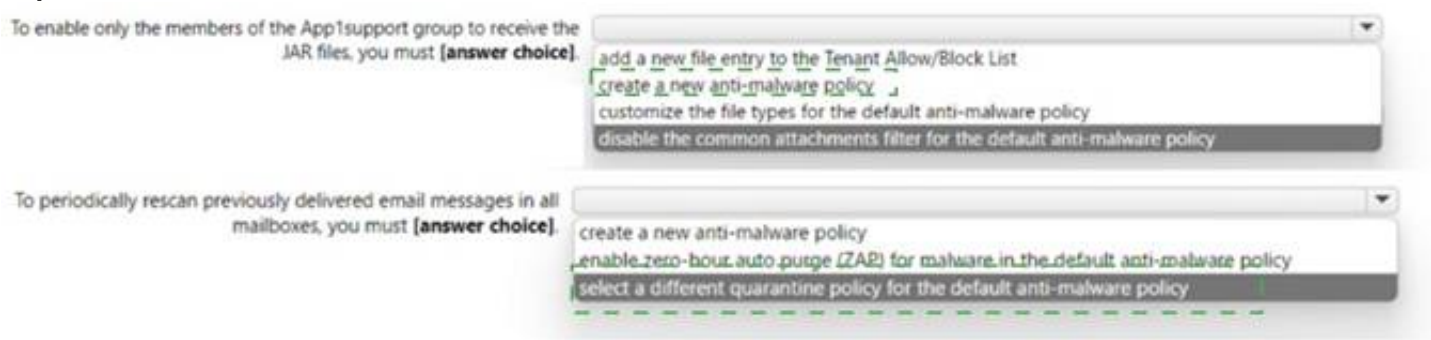 To enable only the members of the App1support group to receive the
JAR files, you must [answer choice].
add a new file entry to the Tenant Allow/Block List
create a new anti-malware policy
customize the file types for the default anti-malware policy
disable the common attachments filter for the default anti-malware policy
To periodically rescan previously delivered email messages in all
mailboxes, you must [answer choice].
create a new anti-malware policy
enable zero-hour auto purge (ZAP) for malware in the default anti-malware policy
select a different quarantine policy for the default anti-malware policy